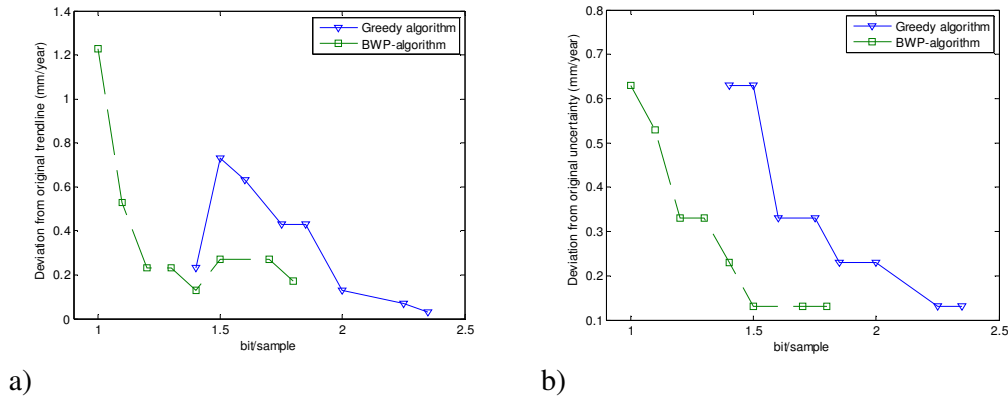 1.4
1.2
1
0.8
0.6
0.4
0.2
0
Deviation from original trendline (mm/year)
Greedy algorithm
BWP-algorithm
1 1.5 2 2.5
bit/sample
a)
0.8
0.7
0.6
0.5
0.4
0.3
0.2
0.1
Deviation from original uncertainty (mm/year)
Greedy algorithm
BWP-algorithm
1 1.5 2 2.5
bit/sample
b)